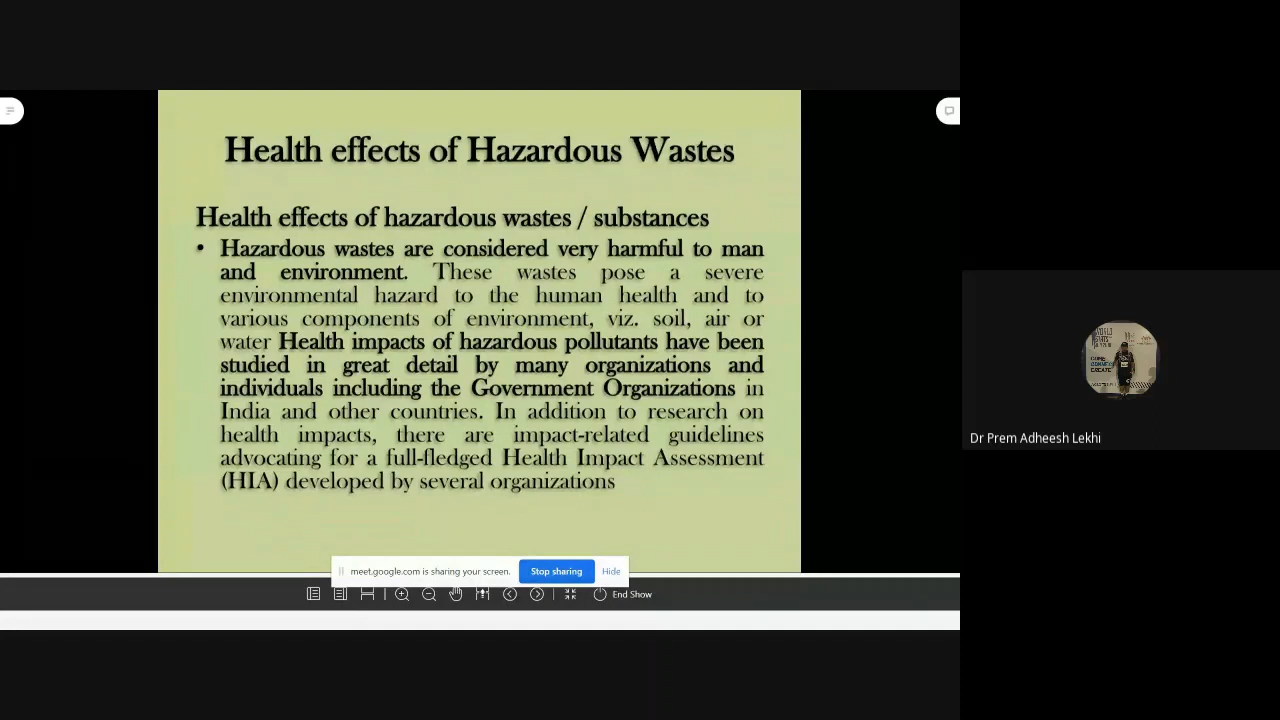 Health effects of Hazardous Wastes
Health effects of hazardous wastes / substances
• Hazardous wastes are considered very harmful to man
and environment. These wastes pose a severe
environmental hazard to the human health and to
various components of environment, viz. soil, air or
water Health impacts of hazardous pollutants have been
studied in great detail by many organizations and
individuals including the Government Organizations in
India and other countries. In addition to research on
health impacts, there are impact-related guidelines
advocating for a full-fledged Health Impact Assessment
(HIA) developed by several organizations
meet.google.com is sharing your screen. Stop sharing Hide
End Show
Dr Prem Adheesh Lekhi